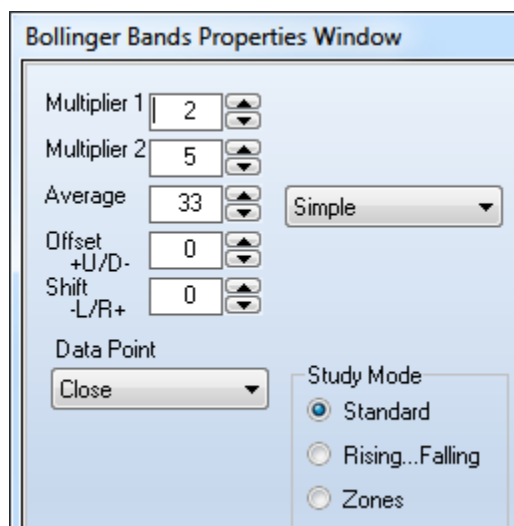 Bollinger Bands Properties Window
Multiplier 1 2
Multiplier 2 5
Average 33 Simple
Offset 0
+U/D-
Shift 0
-L/R+
Data Point
Close
Study Mode
Standard
Rising...Falling
Zones